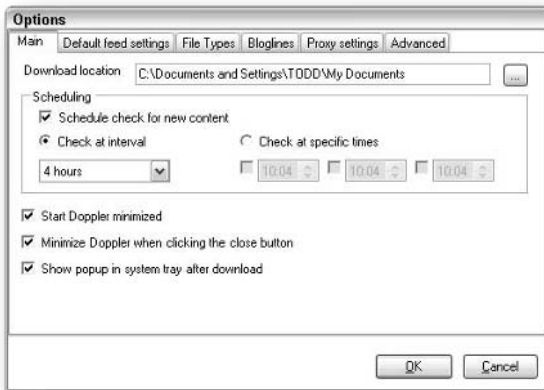 Options
Main Default feed settings File Types Bloglines Proxy settings Advanced
Download location C:\Documents and Settings\TODD\My Documents ...
Scheduling
Schedule check for new content
Check at interval Check at specific times
4 hours 10:04 10:04 10:04
Start Doppler minimized
Minimize Doppler when clicking the close button
Show popup in system tray after download
OK Cancel